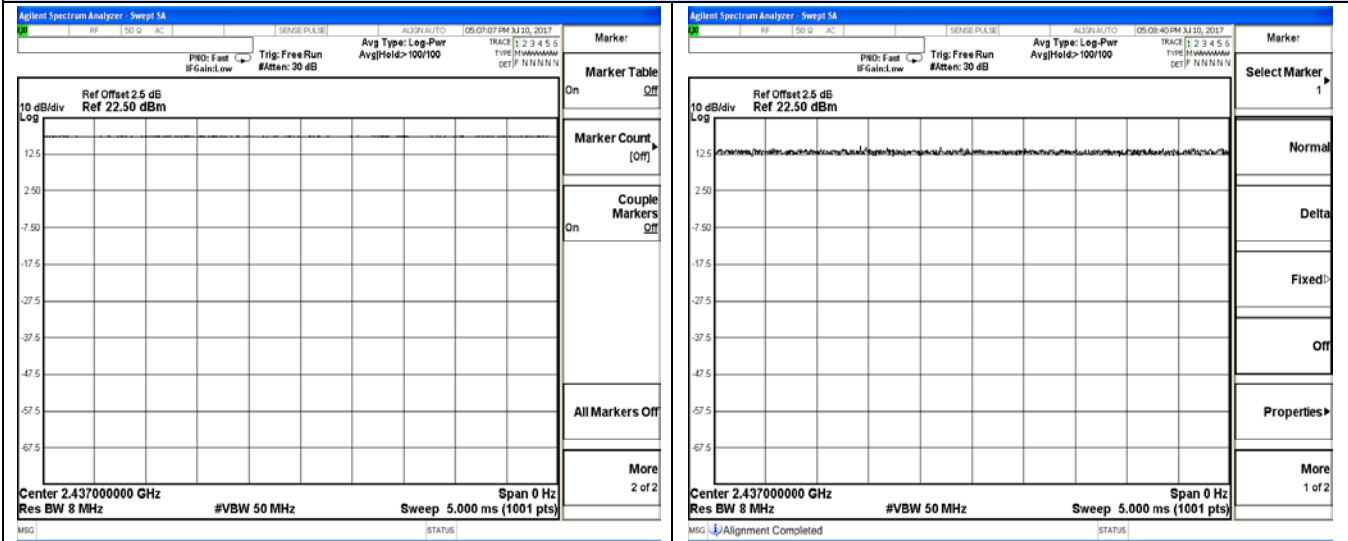 Agilent Spectrum Analyzer - Swept SA
RF 50 Ω AC SENSE:PULSE ALIGN AUTO 05:07:07 PM Jul 10, 2017
Avg Type: Log-Pwr
Avg|Hold:>100/100
TRACE 1 2 3 4 5 6
TYPE MWWWWW
DET P N N N N N
PNO: Fast
IFGain:Low
Trig: Free Run
#Atten: 30 dB
Ref Offset 2.5 dB
10 dB/div Ref 22.50 dBm
Log
12.5
2.50
-7.50
-17.5
-27.5
-37.5
-47.5
-57.5
-67.5
Center 2.437000000 GHz Span 0 Hz
Res BW 8 MHz #VBW 50 MHz Sweep 5.000 ms (1001 pts)
MSG STATUS
Marker
Marker Table
On Off
Marker Count
[Off]
Couple
Markers
On Off
All Markers Off
More
2 of 2
Agilent Spectrum Analyzer - Swept SA
RF 50 Ω AC SENSE:PULSE ALIGN AUTO 05:08:40 PM Jul 10, 2017
Avg Type: Log-Pwr
Avg|Hold:>100/100
TRACE 1 2 3 4 5 6
TYPE MWWWWW
DET P N N N N N
PNO: Fast
IFGain:Low
Trig: Free Run
#Atten: 30 dB
Ref Offset 2.5 dB
10 dB/div Ref 22.50 dBm
Log
12.5
2.50
-7.50
-17.5
-27.5
-37.5
-47.5
-57.5
-67.5
Center 2.437000000 GHz Span 0 Hz
Res BW 8 MHz #VBW 50 MHz Sweep 5.000 ms (1001 pts)
MSG Alignment Completed STATUS
Marker
Select Marker
1
Normal
Delta
Fixed
Off
Properties
More
1 of 2